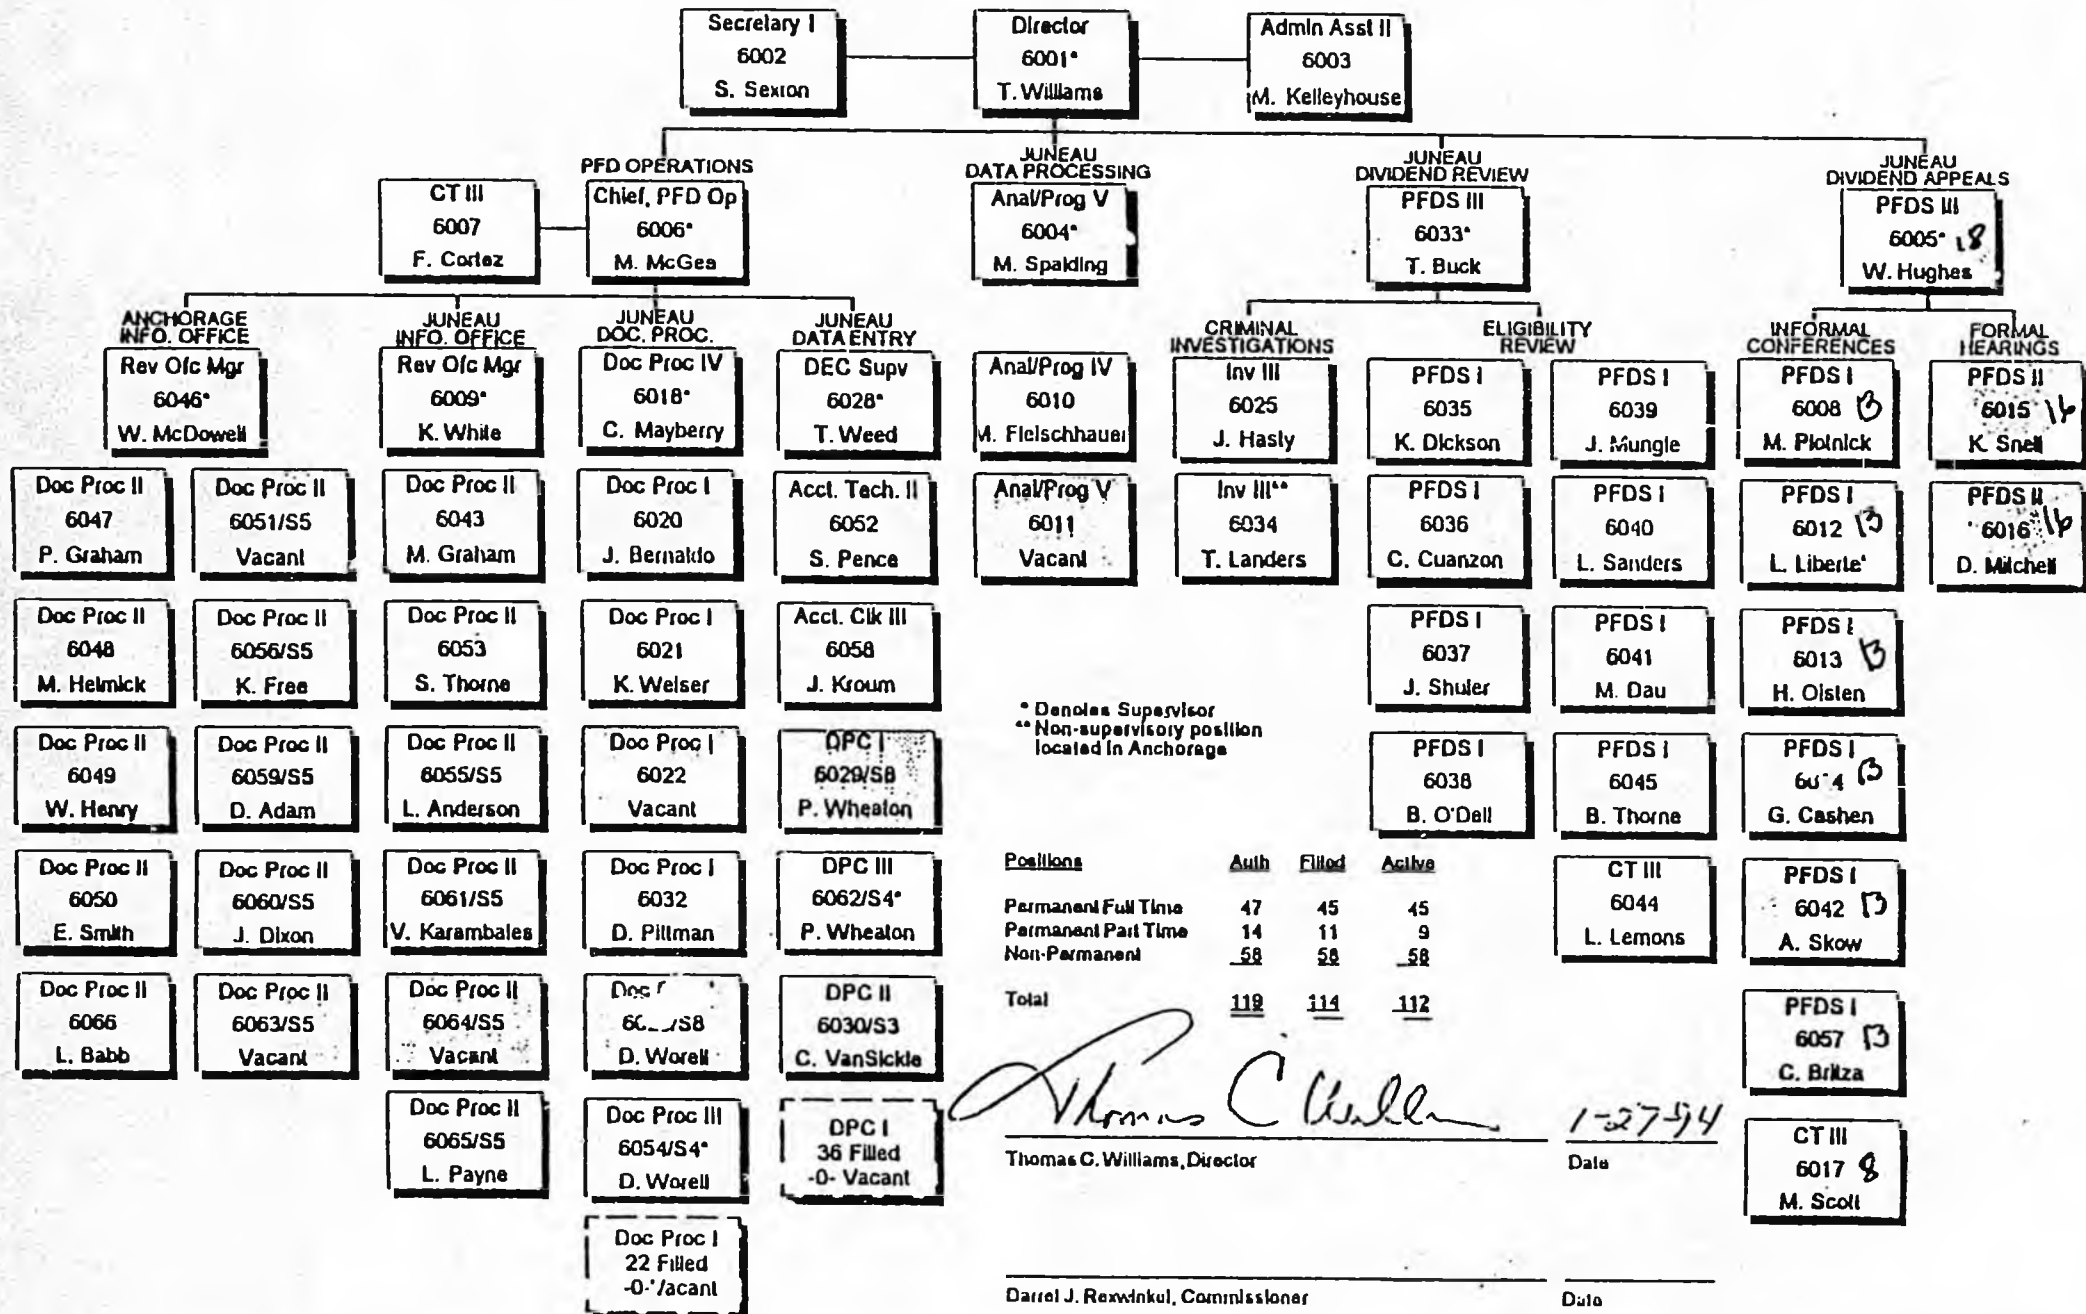 Secretary I
6002
S. Sexton
Director
6001*
T. Williams
Admin Asst II
6003
M. Kelleyhouse
PFD OPERATIONS
CT III
6007
F. Cortez
Chief, PFD Op
6006*
M. McGea
JUNEAU
DATA PROCESSING
Anal/Prog V
6004*
M. Spalding
JUNEAU
DIVIDEND REVIEW
PFDS III
6033*
T. Buck
JUNEAU
DIVIDEND APPEALS
PFDS III
6005* 18
W. Hughes
ANCHORAGE
INFO. OFFICE
Rev Ofc Mgr
6046*
W. McDowell
Doc Proc II
6047
P. Graham
Doc Proc II
6048
M. Helmick
Doc Proc II
6049
W. Henry
Doc Proc II
6050
E. Smith
Doc Proc II
6066
L. Babb
Doc Proc II
6051/S5
Vacant
Doc Proc II
6056/S5
K. Free
Doc Proc II
6059/S5
D. Adam
Doc Proc II
6060/S5
J. Dixon
Doc Proc II
6063/S5
Vacant
JUNEAU
INFO. OFFICE
Rev Ofc Mgr
6009*
K. White
Doc Proc II
6043
M. Graham
Doc Proc II
6053
S. Thorne
Doc Proc II
6055/S5
L. Anderson
Doc Proc II
6061/S5
V. Karambales
Doc Proc II
6064/S5
Vacant
Doc Proc II
6065/S5
L. Payne
JUNEAU
DOC. PROC.
Doc Proc IV
6018*
C. Mayberry
Doc Proc I
6020
J. Bernaldo
Doc Proc I
6021
K. Welser
Doc Proc I
6022
Vacant
Doc Proc I
6032
D. Pillman
Doc
/S8
D. Worell
Doc Proc III
6054/S4*
D. Worell
Doc Proc I
22 Filled
-0- Vacant
JUNEAU
DATA ENTRY
DEC Supv
6028*
T. Weed
Acct. Tech. II
6052
S. Pence
Acct. Clk III
6058
J. Kroum
DPC I
6029/S8
P. Wheaton
DPC III
6062/S4*
P. Wheaton
DPC II
6030/S3
C. VanSickle
DPC I
36 Filled
-0- Vacant
Anal/Prog IV
6010
M. Fleischhauer
Anal/Prog V
6011
Vacant
CRIMINAL
INVESTIGATIONS
Inv III
6025
J. Hasty
Inv III**
6034
T. Landers
ELIGIBILITY
REVIEW
PFDS I
6035
K. Dickson
PFDS I
6036
C. Cuanzon
PFDS I
6037
J. Shuler
PFDS I
6038
B. O'Dell
PFDS I
6039
J. Mungle
PFDS I
6040
L. Sanders
PFDS I
6041
M. Dau
PFDS I
6045
B. Thorne
CT III
6044
L. Lemons
INFORMAL
CONFERENCES
PFDS I
6008 13
M. Plotnick
PFDS I
6012 13
L. Liberte'
PFDS I
6013 13
H. Olsten
PFDS I
13
G. Cashen
PFDS I
6042 13
A. Skow
PFDS I
6057 13
C. Britza
CT III
6017 8
M. Scott
FORMAL
HEARINGS
PFDS II
6015 16
K. Snell
PFDS II
6016 16
D. Mitchell
* Denotes Supervisor
** Non-supervisory position
located in Anchorage
Positions Auth Filled Active
Permanent Full Time 47 45 45
Permanent Part Time 14 11 9
Non-Permanent 58 58 58
Total 119 114 112
Thomas C Williams 1-27-94
Thomas C. Williams, Director Date
Darrel J. Rexwinkel, Commissioner Date